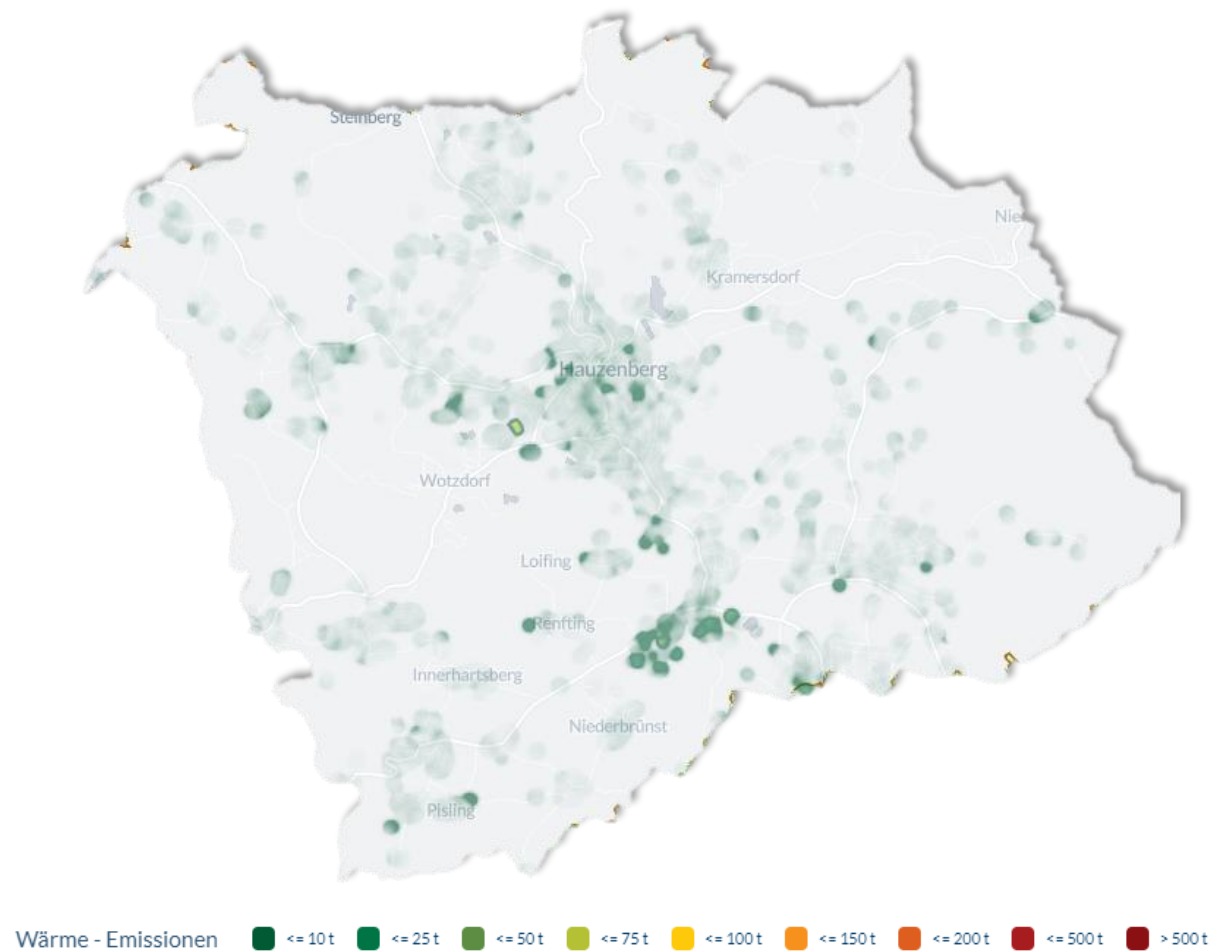 Steinberg
Nie
Kramersdorf
Hauzenberg
Wotzdorf
Loifing
Renfting
Innerhartsberg
Niederbrünst
Pisling
Wärme - Emissionen <= 10 t <= 25 t <= 50 t <= 75 t <= 100 t <= 150 t <= 200 t <= 500 t > 500 t